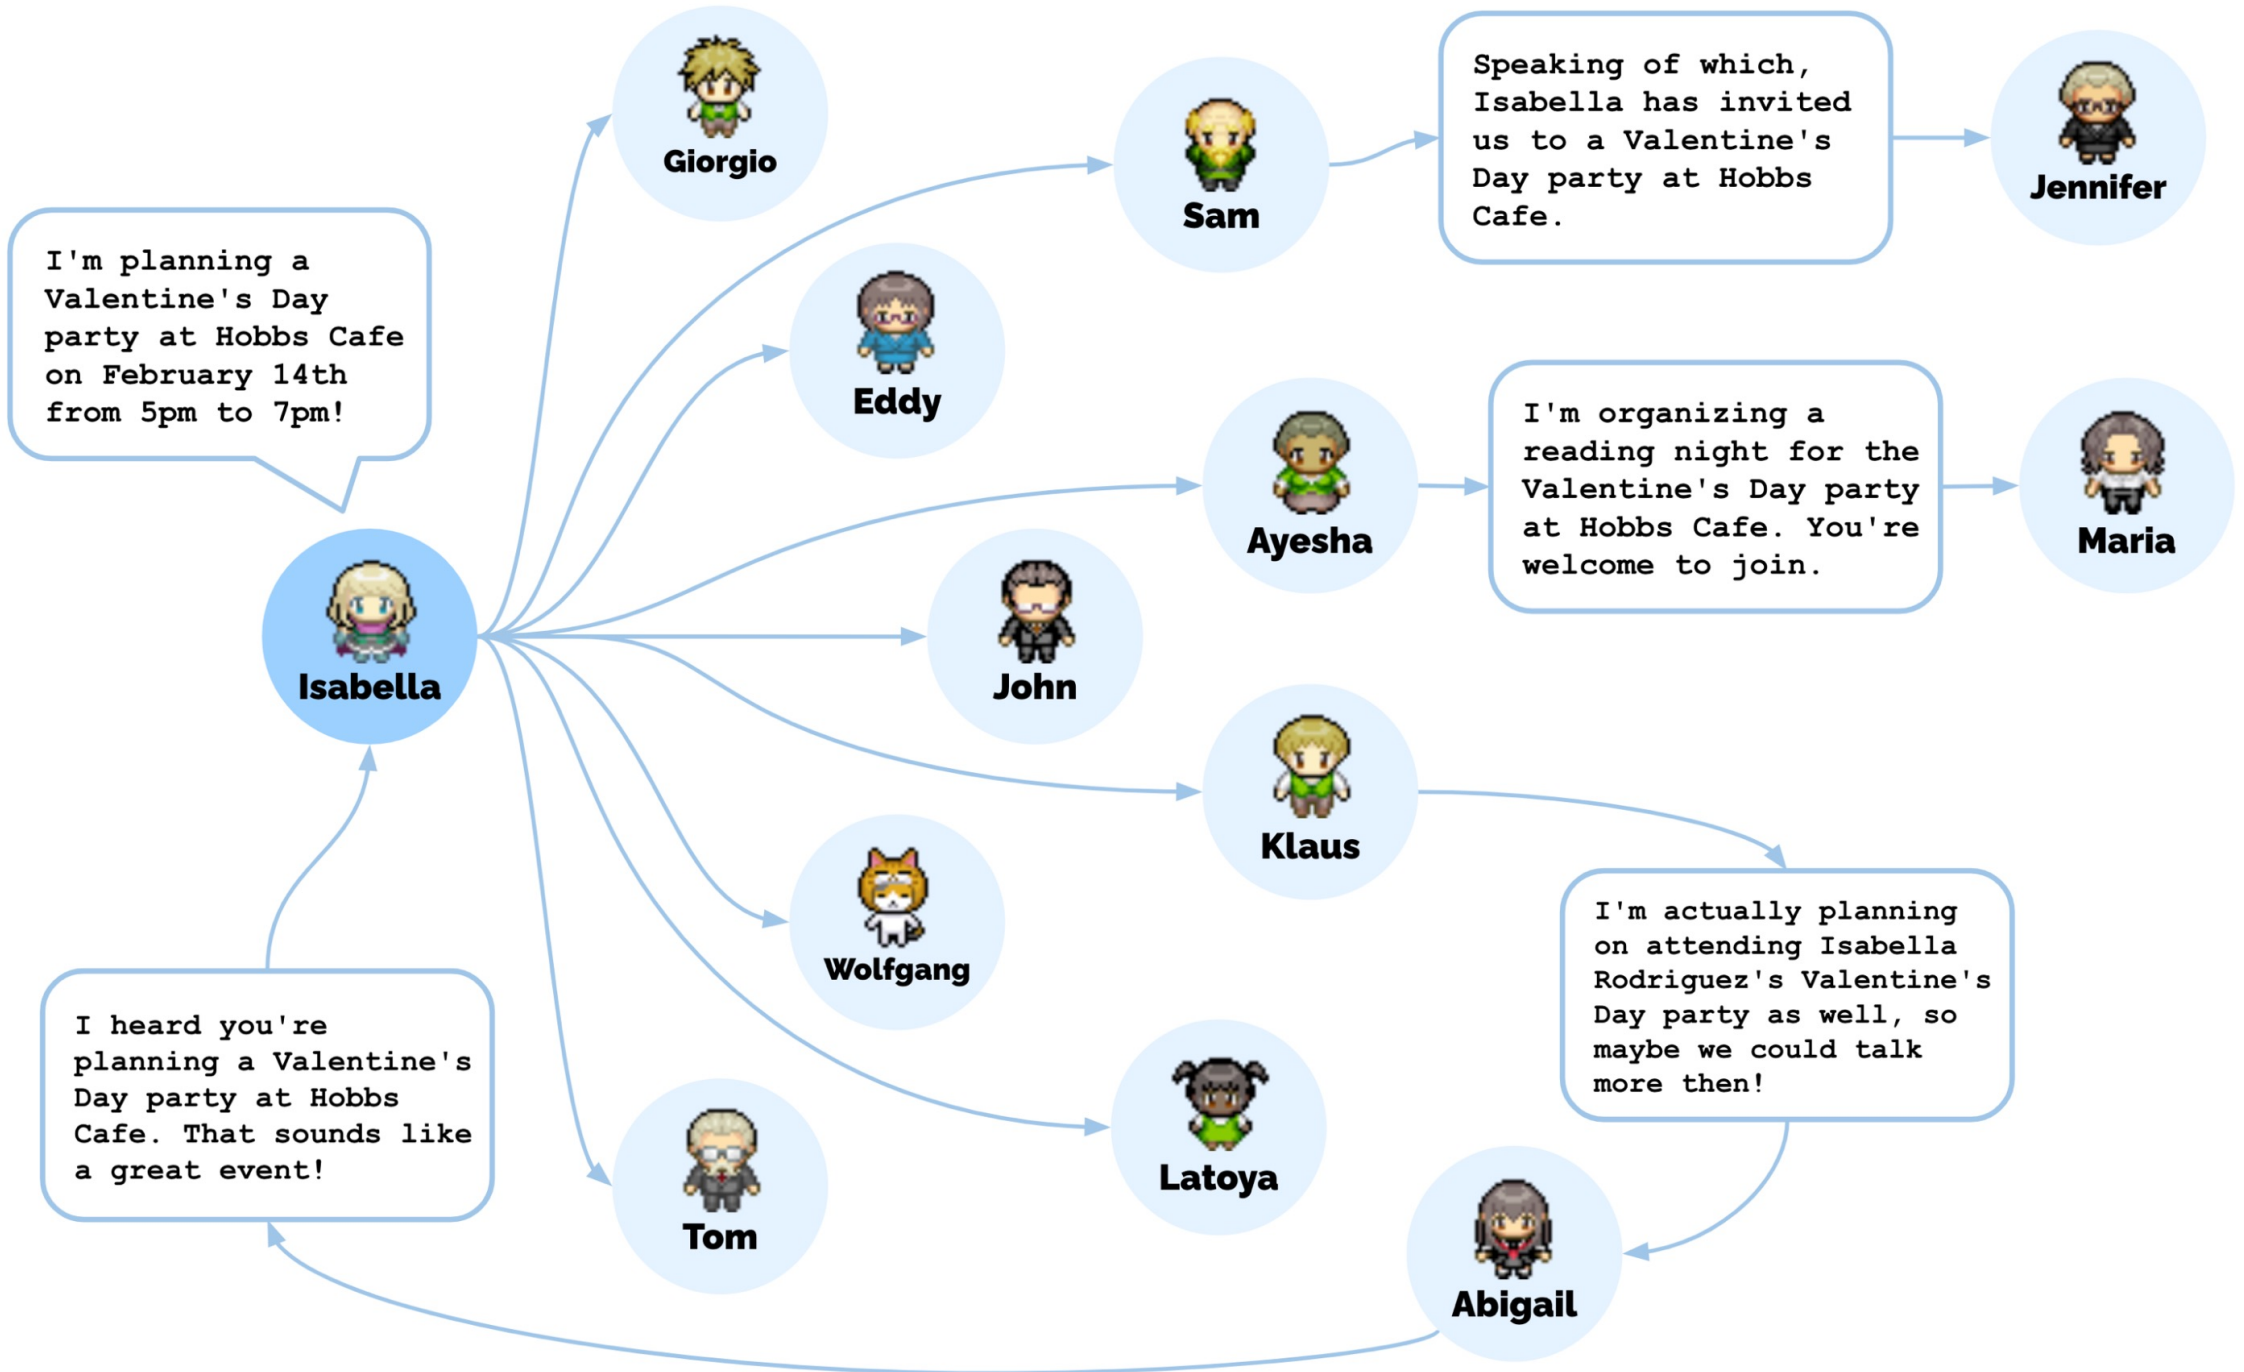 Giorgio
Speaking of which,
Isabella has invited
us to a Valentine's
Day party at Hobbs
Cafe.
Jennifer
Sam
I'm planning a
Valentine's Day
party at Hobbs Cafe
on February 14th
from 5pm to 7pm!
Eddy
I'm organizing a
reading night for the
Valentine's Day party
at Hobbs Cafe. You're
welcome to join.
Ayesha
Maria
Isabella
John
Klaus
Wolfgang
I'm actually planning
on attending Isabella
Rodriguez's Valentine's
Day party as well, so
maybe we could talk
more then!
I heard you're
planning a Valentine's
Day party at Hobbs
Cafe. That sounds like
a great event!
Latoya
Tom
Abigail